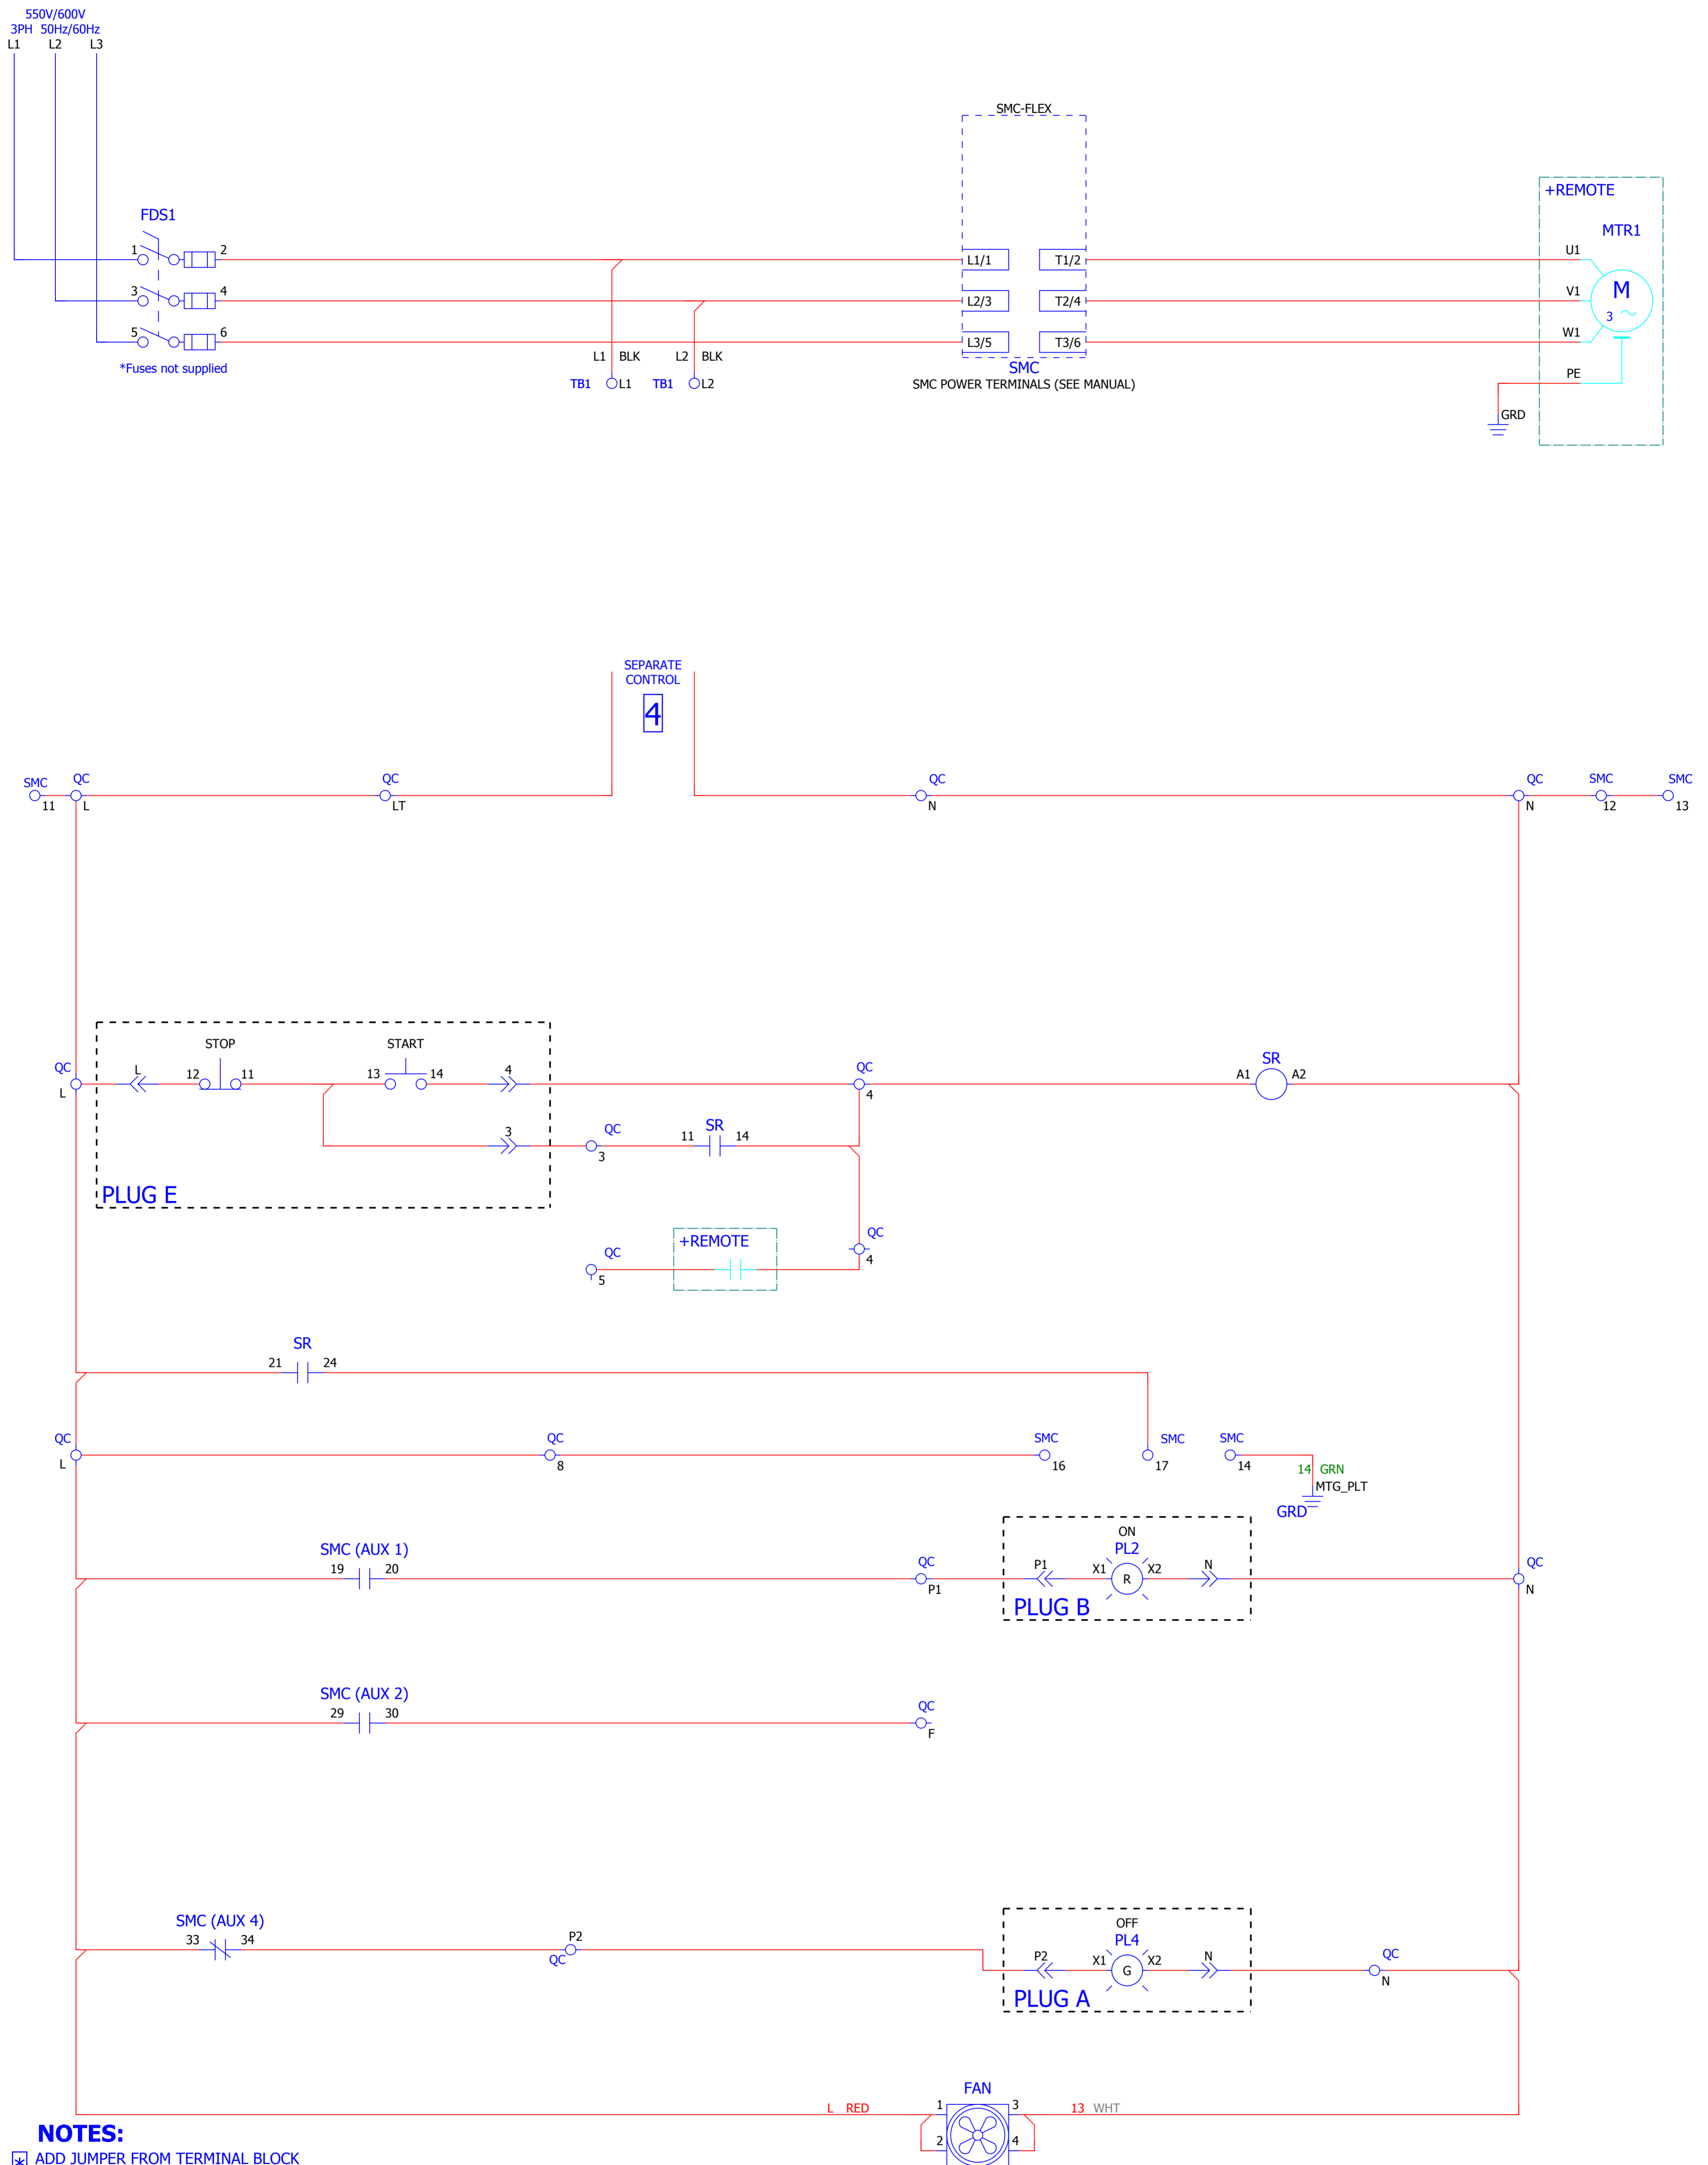 550V/600V
3PH 50Hz/60Hz
L1 L2 L3
SMC-FLEX
+REMOTE
FDS1
MTR1
1 2 L1/1 T1/2 U1
3 4 L2/3 T2/4 V1
M
3
5 6 L3/5 T3/6 W1
*Fuses not supplied
L1 BLK L2 BLK
SMC
TB1 L1 TB1 L2
SMC POWER TERMINALS (SEE MANUAL)
PE
GRD
SEPARATE
CONTROL
4
SMC QC QC QC QC SMC SMC
11 L LT N N 12 13
STOP START
QC L 12 11 13 14 4 QC SR
L 4 A1 A2
3 QC 11 SR 14
3
PLUG E
+REMOTE QC
QC 4
5
SR
21 24
QC QC SMC SMC SMC
L 8 16 17 14
14 GRN
MTG_PLT
GRD
ON
SMC (AUX 1) PL2
19 20 QC P1 X1 R X2 N QC
P1 N
PLUG B
SMC (AUX 2)
29 30 QC
F
SMC (AUX 4) OFF
33 34 P2 PL4
QC P2 X1 G X2 N QC
N
PLUG A
FAN
L RED 1 3 13 WHT
2 4
NOTES:
* ADD JUMPER FROM TERMINAL BLOCK